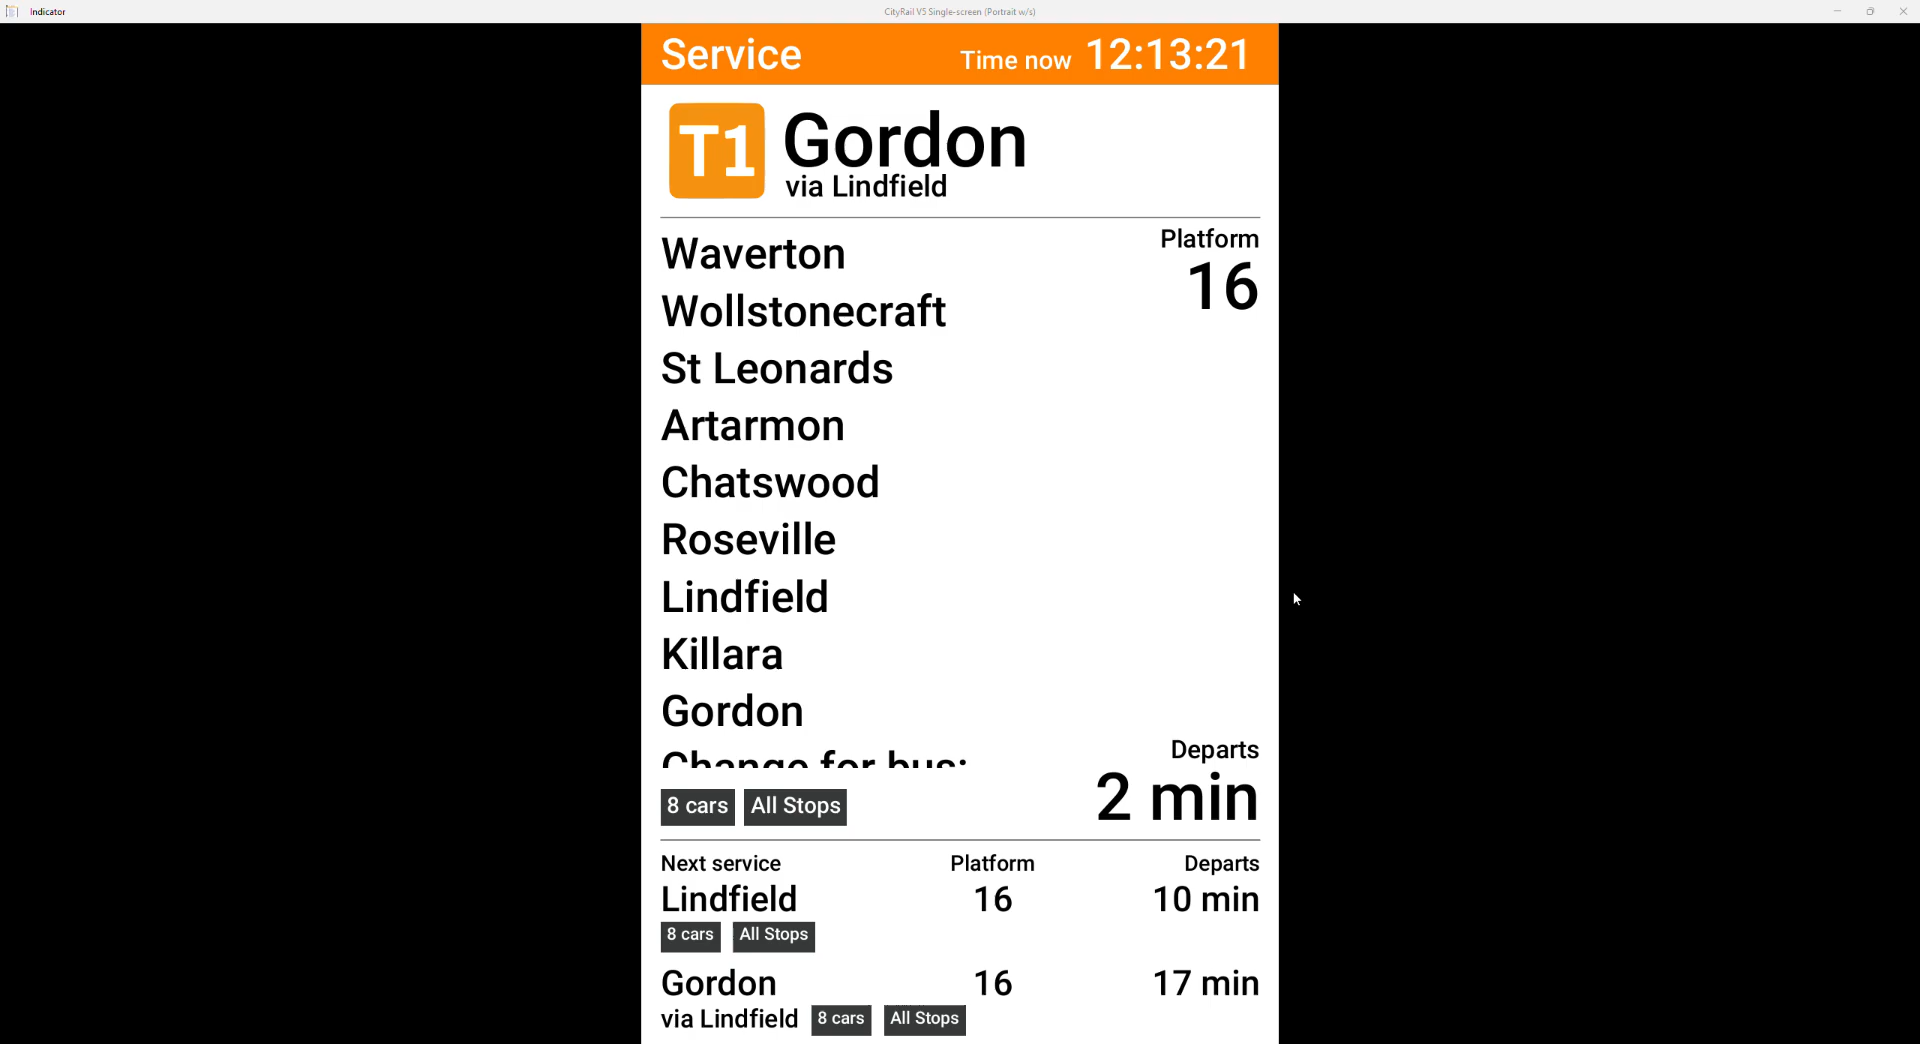 Indicator
CityRail V5 Single-screen (Portrait w/s)
Service
Time now 12:13:21
T1
Gordon
via Lindfield
Platform
16
Waverton
Wollstonecraft
St Leonards
Artarmon
Chatswood
Roseville
Lindfield
Killara
Gordon
Change for bus:
Departs
2 min
8 cars All Stops
Next service Platform Departs
Lindfield 16 10 min
8 cars All Stops
Gordon 16 17 min
via Lindfield 8 cars All Stops